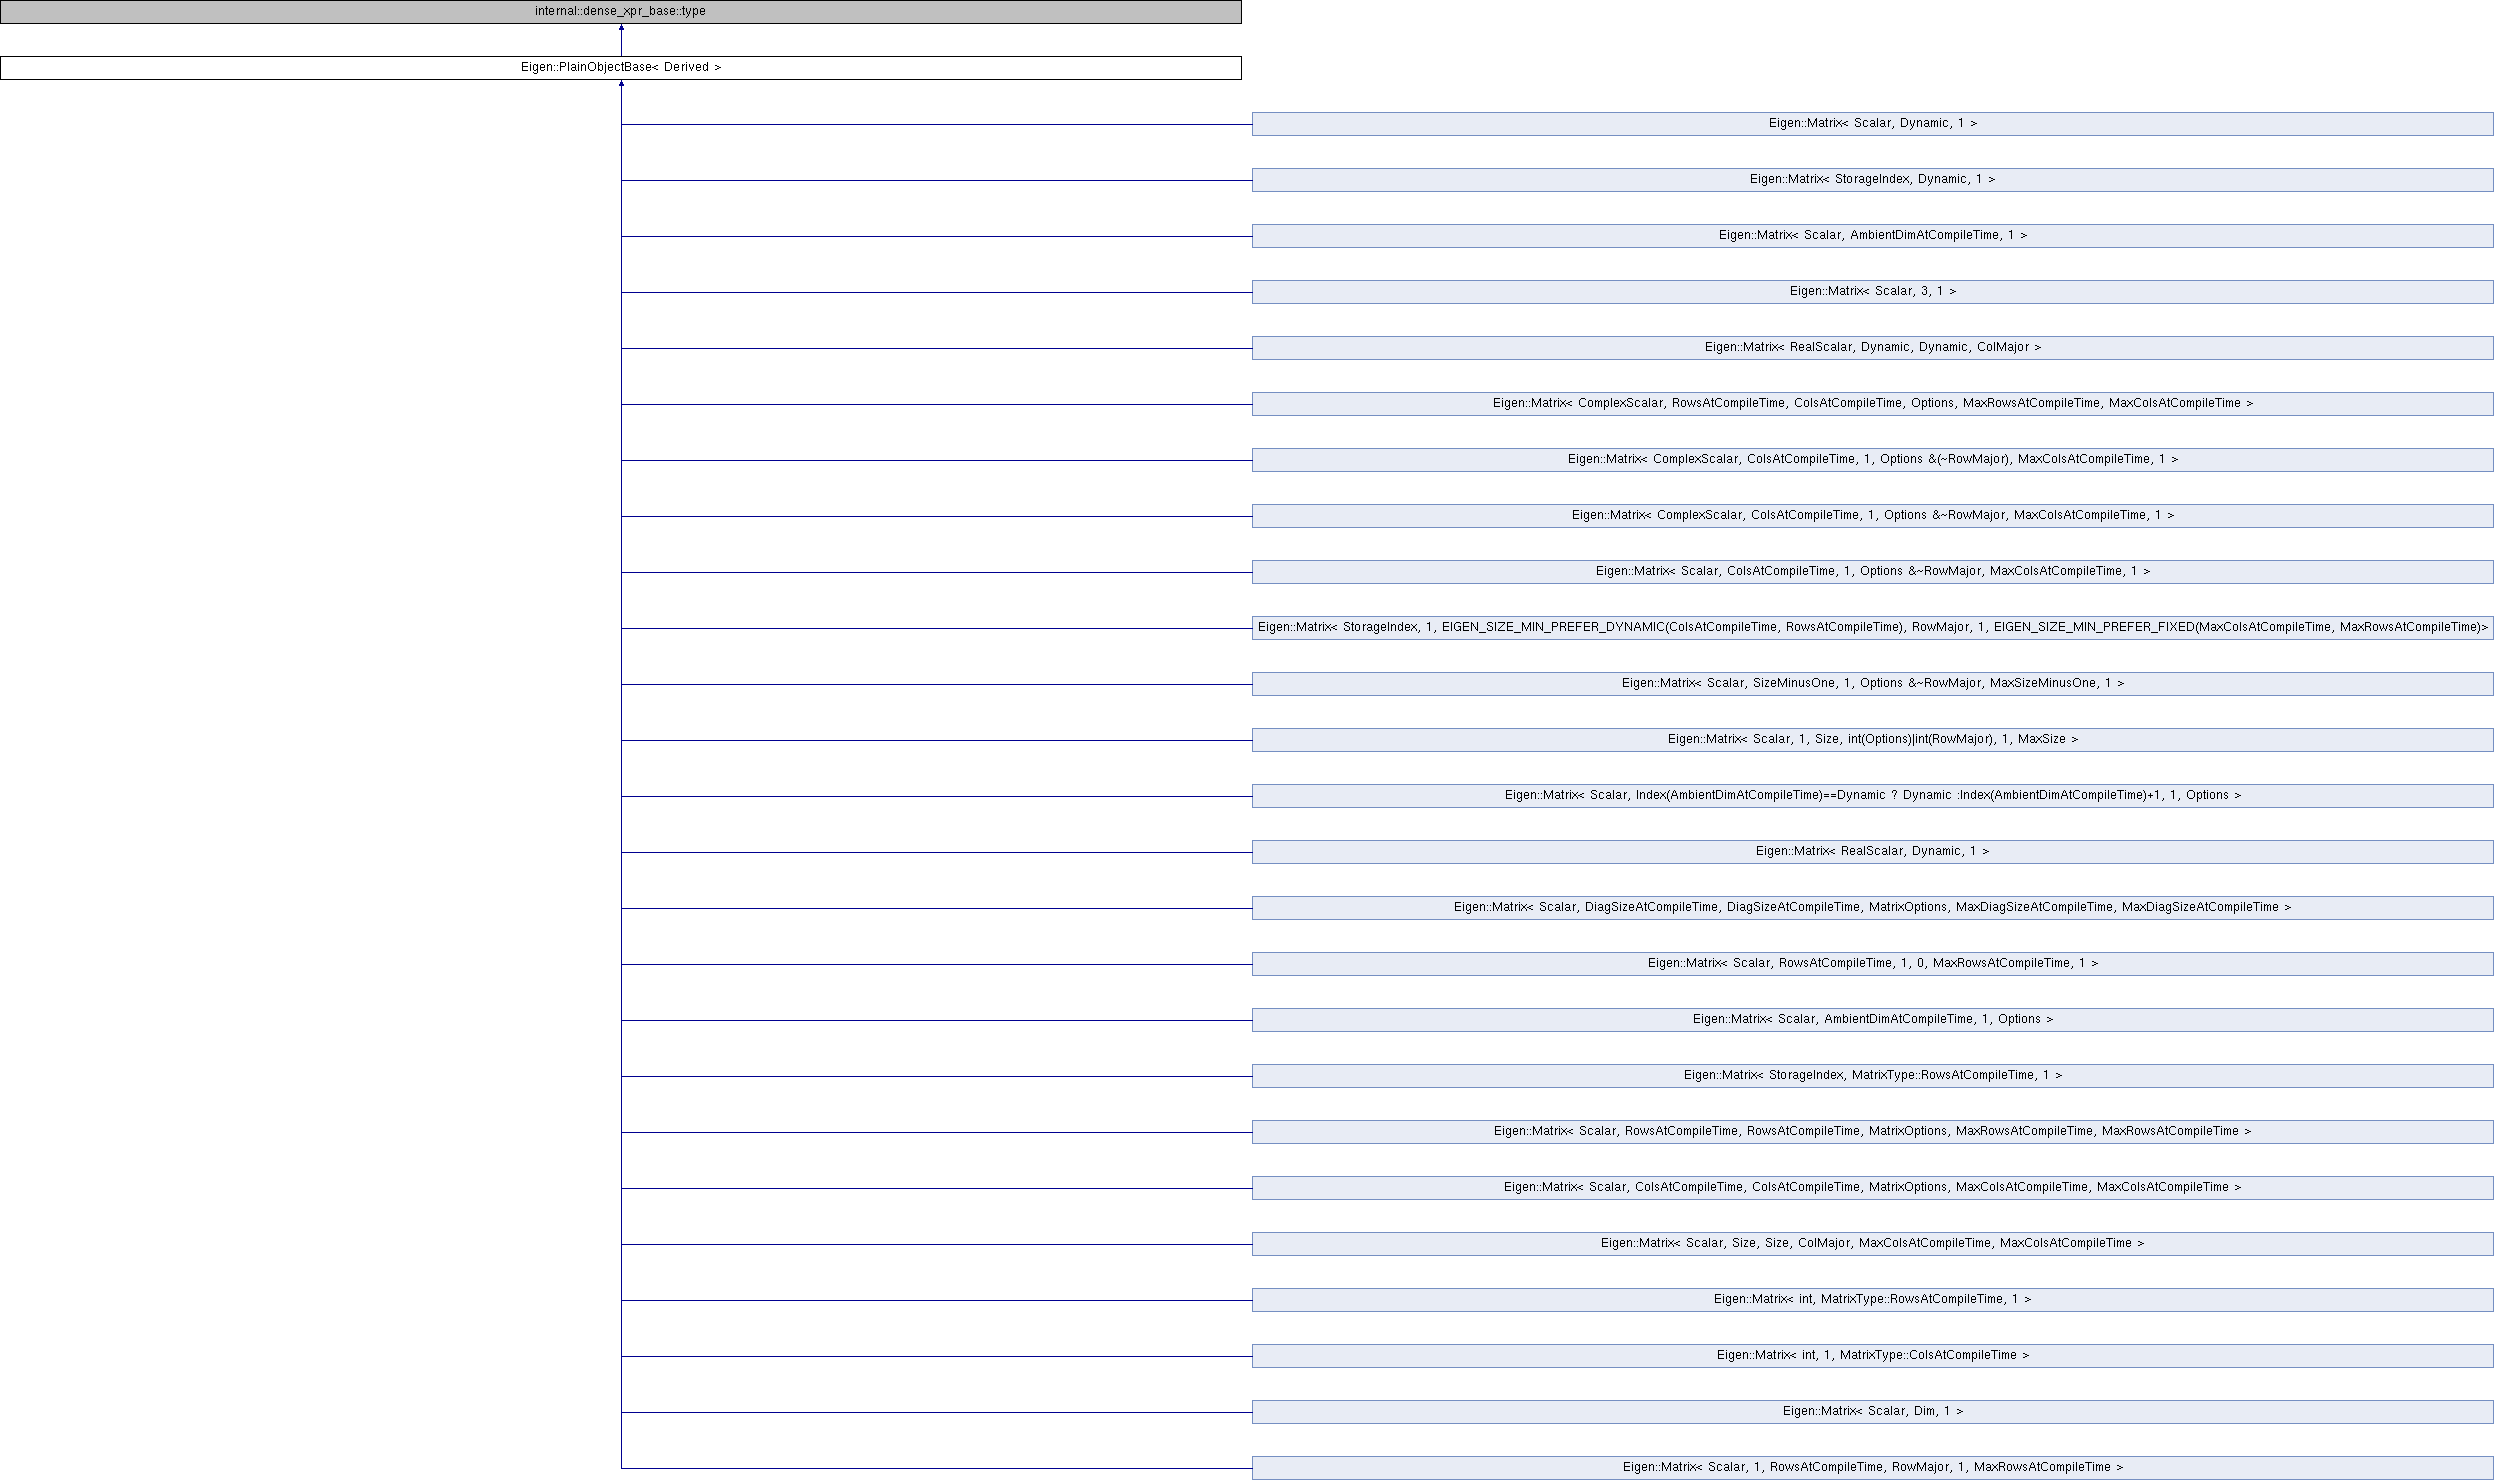 internal::dense_xpr_base::type
Eigen::PlainObjectBase< Derived >
Eigen::Matrix< Scalar, Dynamic, 1 >
Eigen::Matrix< StorageIndex, Dynamic, 1 >
Eigen::Matrix< Scalar, AmbientDimAtCompileTime, 1 >
Eigen::Matrix< Scalar, 3, 1 >
Eigen::Matrix< RealScalar, Dynamic, Dynamic, ColMajor >
Eigen::Matrix< ComplexScalar, RowsAtCompileTime, ColsAtCompileTime, Options, MaxRowsAtCompileTime, MaxColsAtCompileTime >
Eigen::Matrix< ComplexScalar, ColsAtCompileTime, 1, Options &(~RowMajor), MaxColsAtCompileTime, 1 >
Eigen::Matrix< ComplexScalar, ColsAtCompileTime, 1, Options &~RowMajor, MaxColsAtCompileTime, 1 >
Eigen::Matrix< Scalar, ColsAtCompileTime, 1, Options &~RowMajor, MaxColsAtCompileTime, 1 >
Eigen::Matrix< StorageIndex, 1, EIGEN_SIZE_MIN_PREFER_DYNAMIC(ColsAtCompileTime, RowsAtCompileTime), RowMajor, 1, EIGEN_SIZE_MIN_PREFER_FIXED(MaxColsAtCompileTime, MaxRowsAtCompileTime)>
Eigen::Matrix< Scalar, SizeMinusOne, 1, Options &~RowMajor, MaxSizeMinusOne, 1 >
Eigen::Matrix< Scalar, 1, Size, int(Options)|int(RowMajor), 1, MaxSize >
Eigen::Matrix< Scalar, Index(AmbientDimAtCompileTime)==Dynamic ? Dynamic :Index(AmbientDimAtCompileTime)+1, 1, Options >
Eigen::Matrix< RealScalar, Dynamic, 1 >
Eigen::Matrix< Scalar, DiagSizeAtCompileTime, DiagSizeAtCompileTime, MatrixOptions, MaxDiagSizeAtCompileTime, MaxDiagSizeAtCompileTime >
Eigen::Matrix< Scalar, RowsAtCompileTime, 1, 0, MaxRowsAtCompileTime, 1 >
Eigen::Matrix< Scalar, AmbientDimAtCompileTime, 1, Options >
Eigen::Matrix< StorageIndex, MatrixType::RowsAtCompileTime, 1 >
Eigen::Matrix< Scalar, RowsAtCompileTime, RowsAtCompileTime, MatrixOptions, MaxRowsAtCompileTime, MaxRowsAtCompileTime >
Eigen::Matrix< Scalar, ColsAtCompileTime, ColsAtCompileTime, MatrixOptions, MaxColsAtCompileTime, MaxColsAtCompileTime >
Eigen::Matrix< Scalar, Size, Size, ColMajor, MaxColsAtCompileTime, MaxColsAtCompileTime >
Eigen::Matrix< int, MatrixType::RowsAtCompileTime, 1 >
Eigen::Matrix< int, 1, MatrixType::ColsAtCompileTime >
Eigen::Matrix< Scalar, Dim, 1 >
Eigen::Matrix< Scalar, 1, RowsAtCompileTime, RowMajor, 1, MaxRowsAtCompileTime >